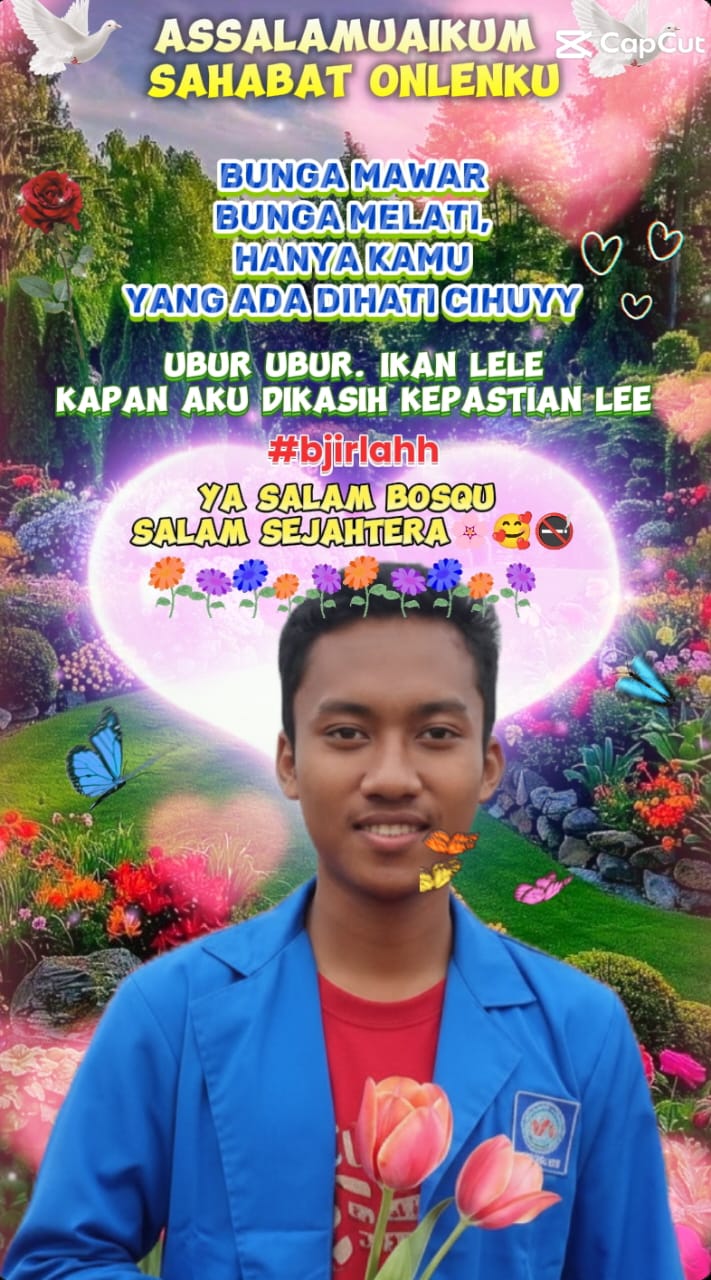 ASSALAMUAIKUM
CapCut
SAHABAT ONLENKU
BUNGA MAWAR
BUNGA MELATI,
HANYA KAMU
YANG ADA DIHATI CIHUYY
UBUR UBUR. IKAN LELE
KAPAN AKU DIKASIH KEPASTIAN LEE
#bjirlahh
YA SALAM BOSQU
SALAM SEJAHTERA🌸🥰🚭